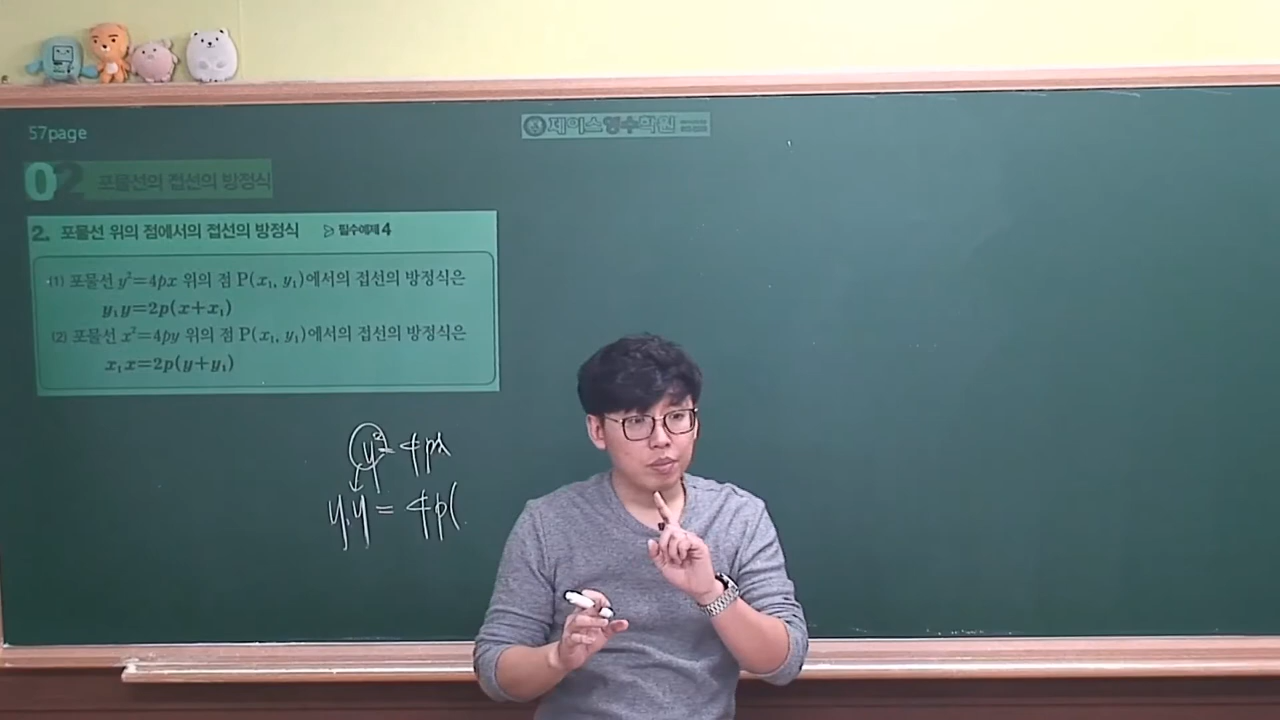 제이스영수학원
57page
02 포물선의 접선의 방정식
2. 포물선 위의 점에서의 접선의 방정식 ▷ 필수예제 4
(1) 포물선 y²=4px 위의 점 P(x₁, y₁)에서의 접선의 방정식은
y₁y=2p(x+x₁)
(2) 포물선 x²=4py 위의 점 P(x₁, y₁)에서의 접선의 방정식은
x₁x=2p(y+y₁)
y²=4px
y₁y=4p(